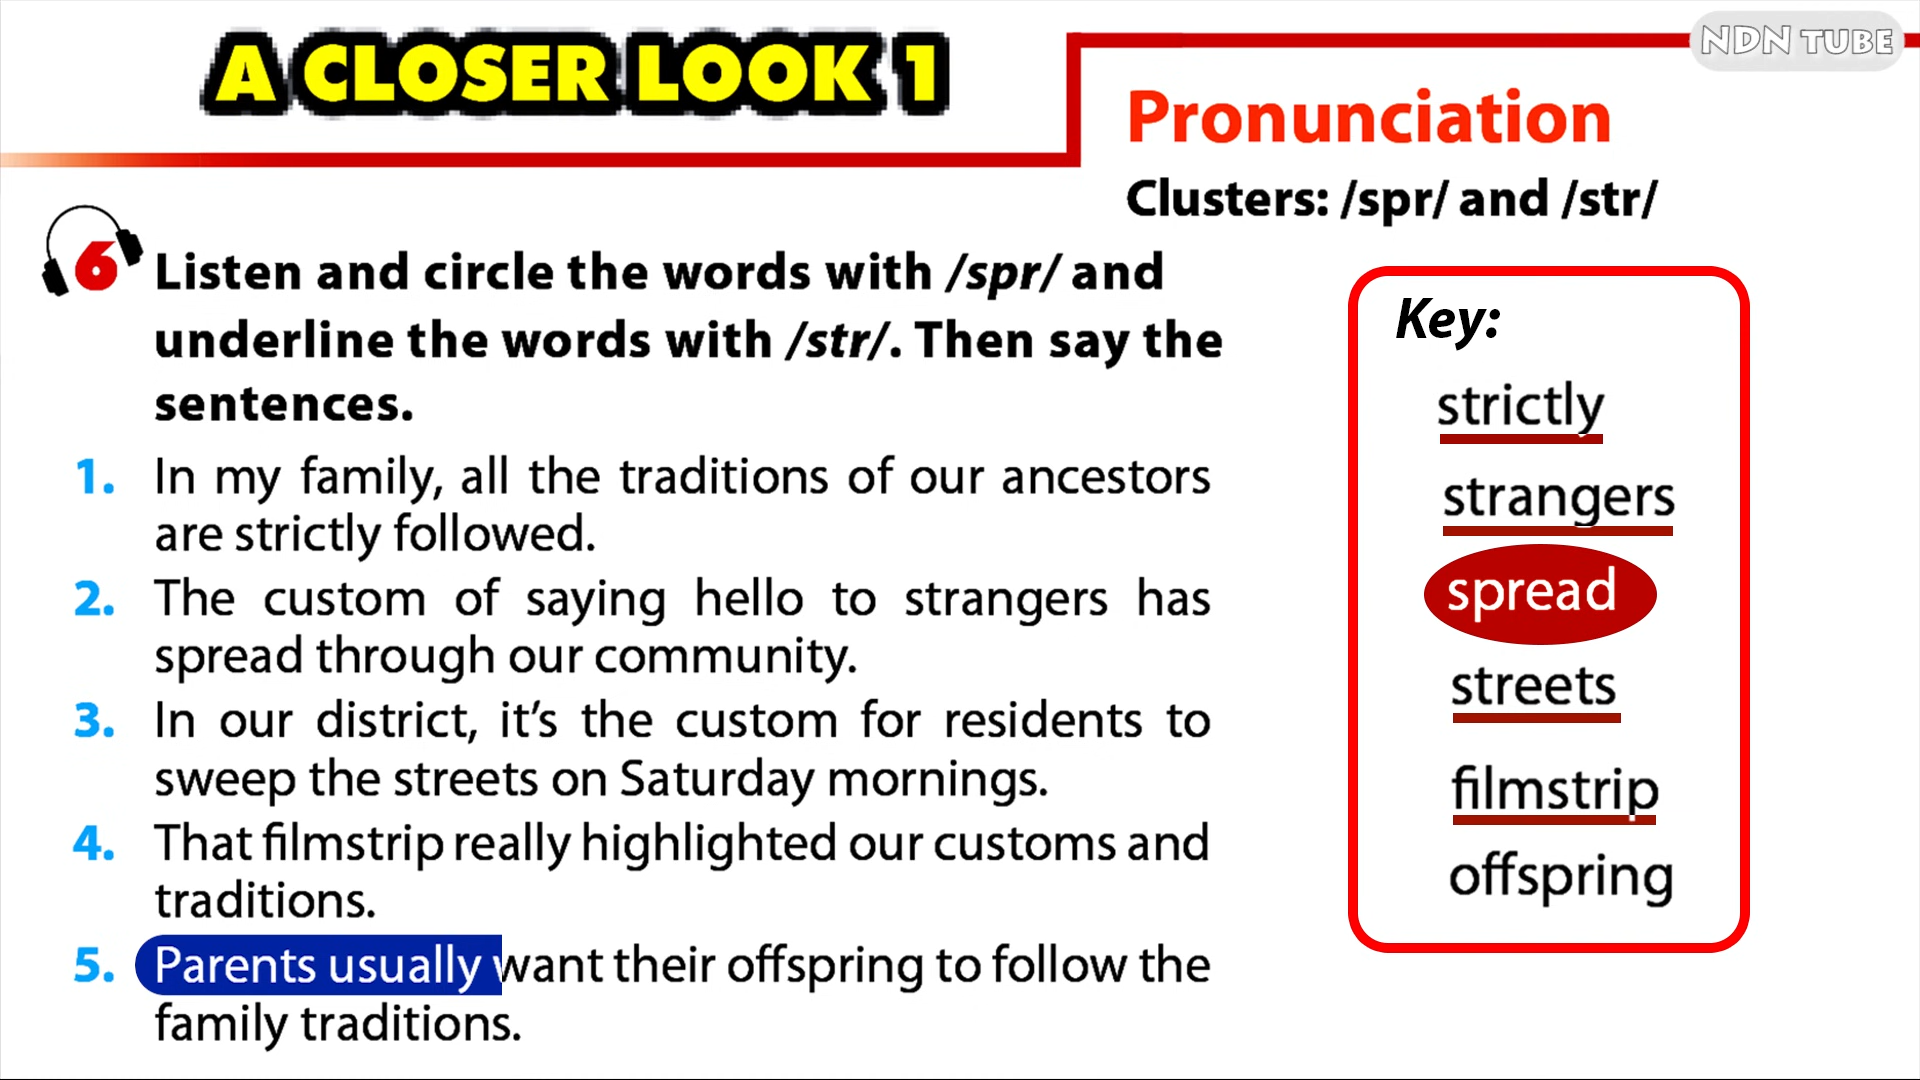 A CLOSER LOOK 1
NDN TUBE
Pronunciation
Clusters: /spr/ and /str/
6 Listen and circle the words with /spr/ and
underline the words with /str/. Then say the
sentences.
1. In my family, all the traditions of our ancestors
are strictly followed.
2. The custom of saying hello to strangers has
spread through our community.
3. In our district, it’s the custom for residents to
sweep the streets on Saturday mornings.
4. That filmstrip really highlighted our customs and
traditions.
5. Parents usually want their offspring to follow the
family traditions.
Key:
strictly
strangers
spread
streets
filmstrip
offspring